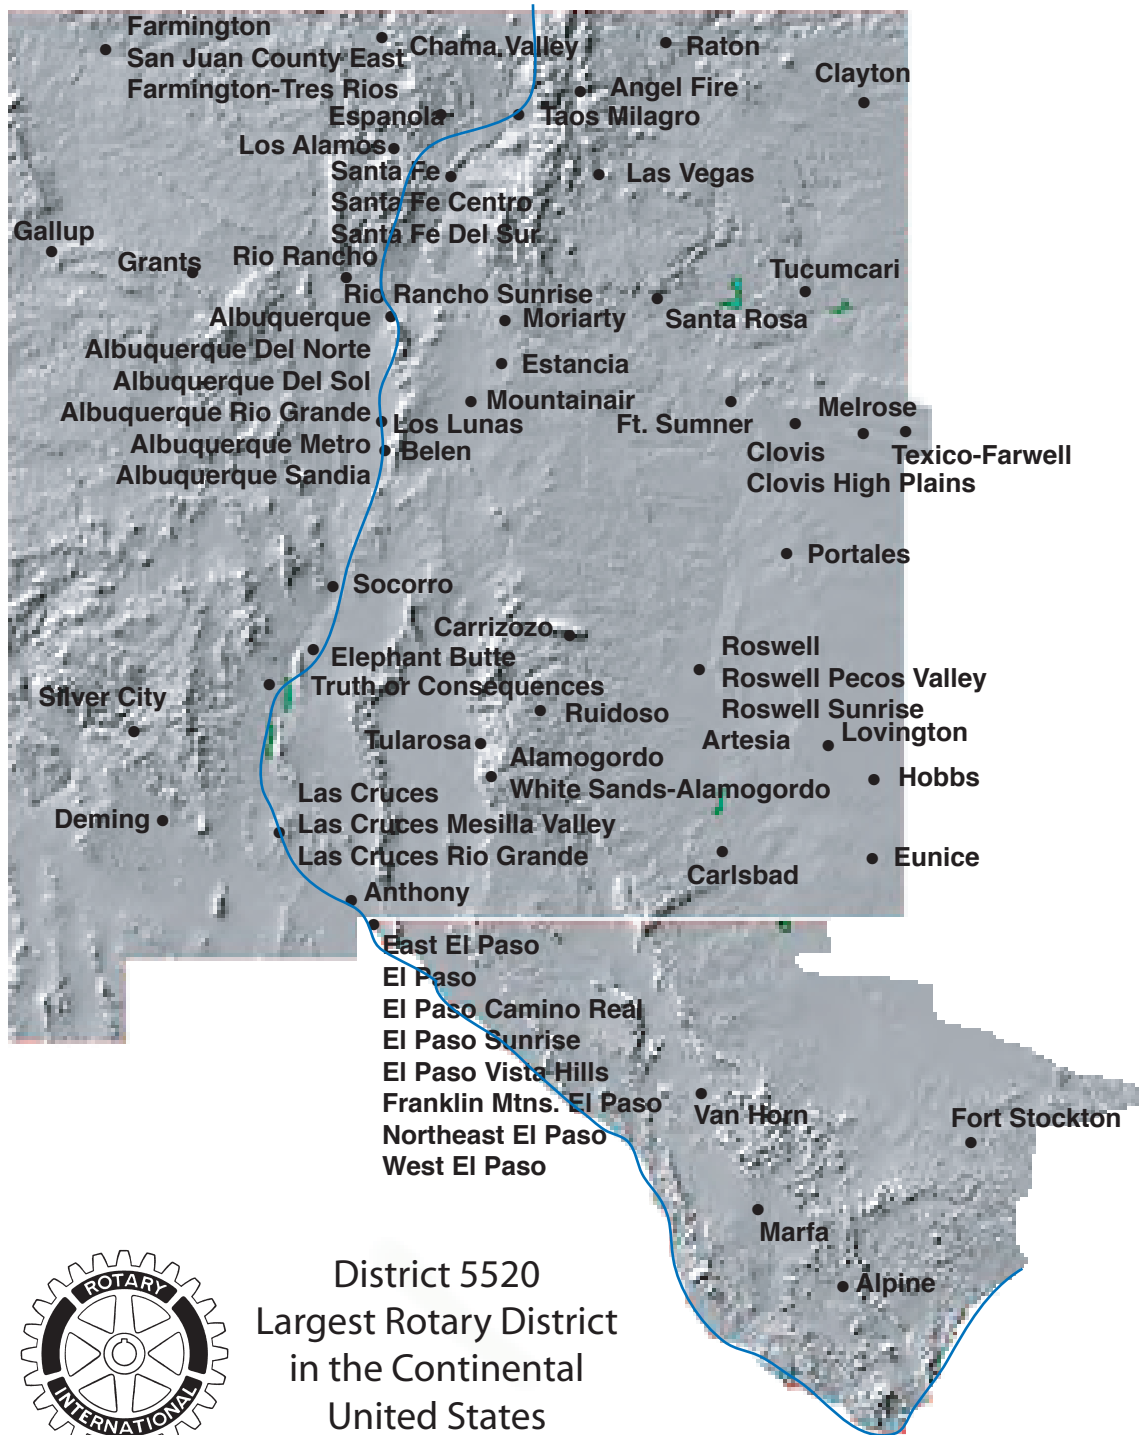 Farmington
San Juan County East
Farmington-Tres Rios
Chama Valley
Raton
Clayton
Angel Fire
Espanola
Taos Milagro
Los Alamos
Santa Fe
Santa Fe Centro
Santa Fe Del Sur
Las Vegas
Gallup
Grants
Rio Rancho
Rio Rancho Sunrise
Tucumcari
Santa Rosa
Albuquerque
Albuquerque Del Norte
Albuquerque Del Sol
Albuquerque Rio Grande
Albuquerque Metro
Albuquerque Sandia
Moriarty
Estancia
Mountainair
Los Lunas
Belen
Ft. Sumner
Melrose
Clovis
Clovis High Plains
Texico-Farwell
Portales
Socorro
Carrizozo
Elephant Butte
Truth or Consequences
Roswell
Roswell Pecos Valley
Roswell Sunrise
Silver City
Ruidoso
Artesia
Lovington
Tularosa
Alamogordo
White Sands-Alamogordo
Hobbs
Deming
Las Cruces
Las Cruces Mesilla Valley
Las Cruces Rio Grande
Carlsbad
Eunice
Anthony
East El Paso
El Paso
El Paso Camino Real
El Paso Sunrise
El Paso Vista Hills
Franklin Mtns. El Paso
Northeast El Paso
West El Paso
Van Horn
Fort Stockton
Marfa
Alpine
ROTARY
INTERNATIONAL
District 5520
Largest Rotary District
in the Continental
United States